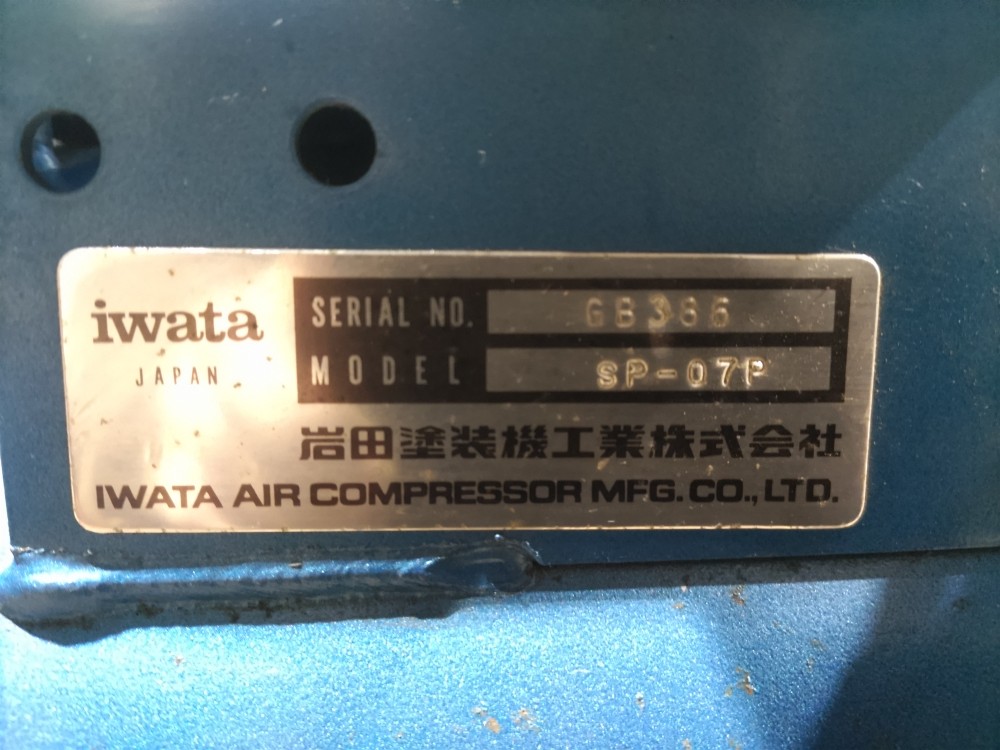 iwata
JAPAN
SERIAL NO. GB386
MODEL SP-07P
岩田塗装機工業株式会社
IWATA AIR COMPRESSOR MFG. CO., LTD.